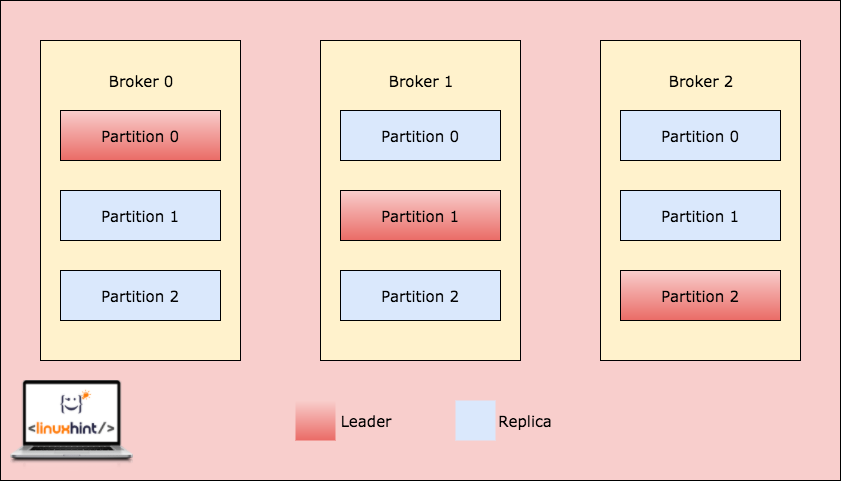 Broker 0
Partition 0
Partition 1
Partition 2
Broker 1
Partition 0
Partition 1
Partition 2
Broker 2
Partition 0
Partition 1
Partition 2
<linuxhint/>
Leader
Replica